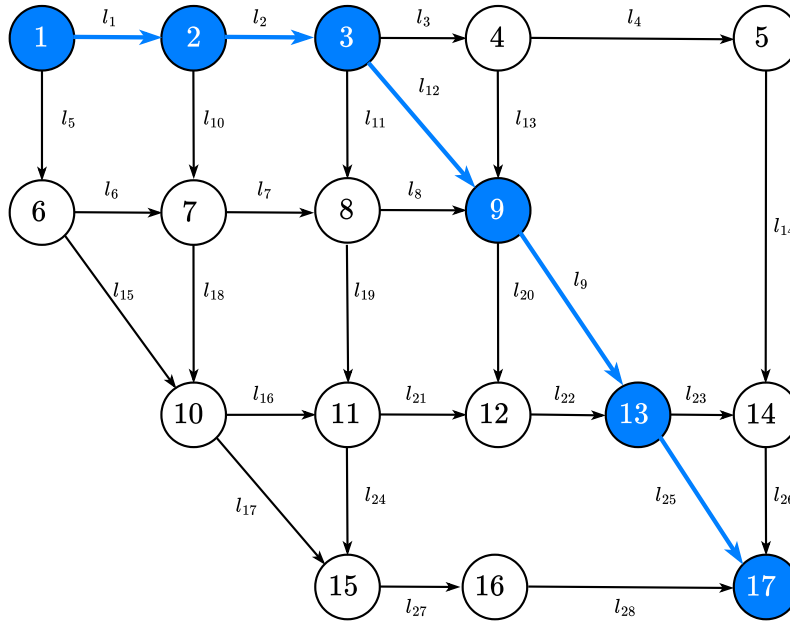 l₁ l₂ l₃ l₄
1 2 3 4 5
l₅ l₁₀ l₁₁ l₁₂ l₁₃
6 l₆ 7 l₇ 8 l₈ 9 l₁₄
l₁₅ l₁₈ l₁₉ l₂₀ l₉
10 l₁₆ 11 l₂₁ 12 l₂₂ 13 l₂₃ 14
l₁₇ l₂₄ l₂₅ l₂₆
15 16 17
l₂₇ l₂₈